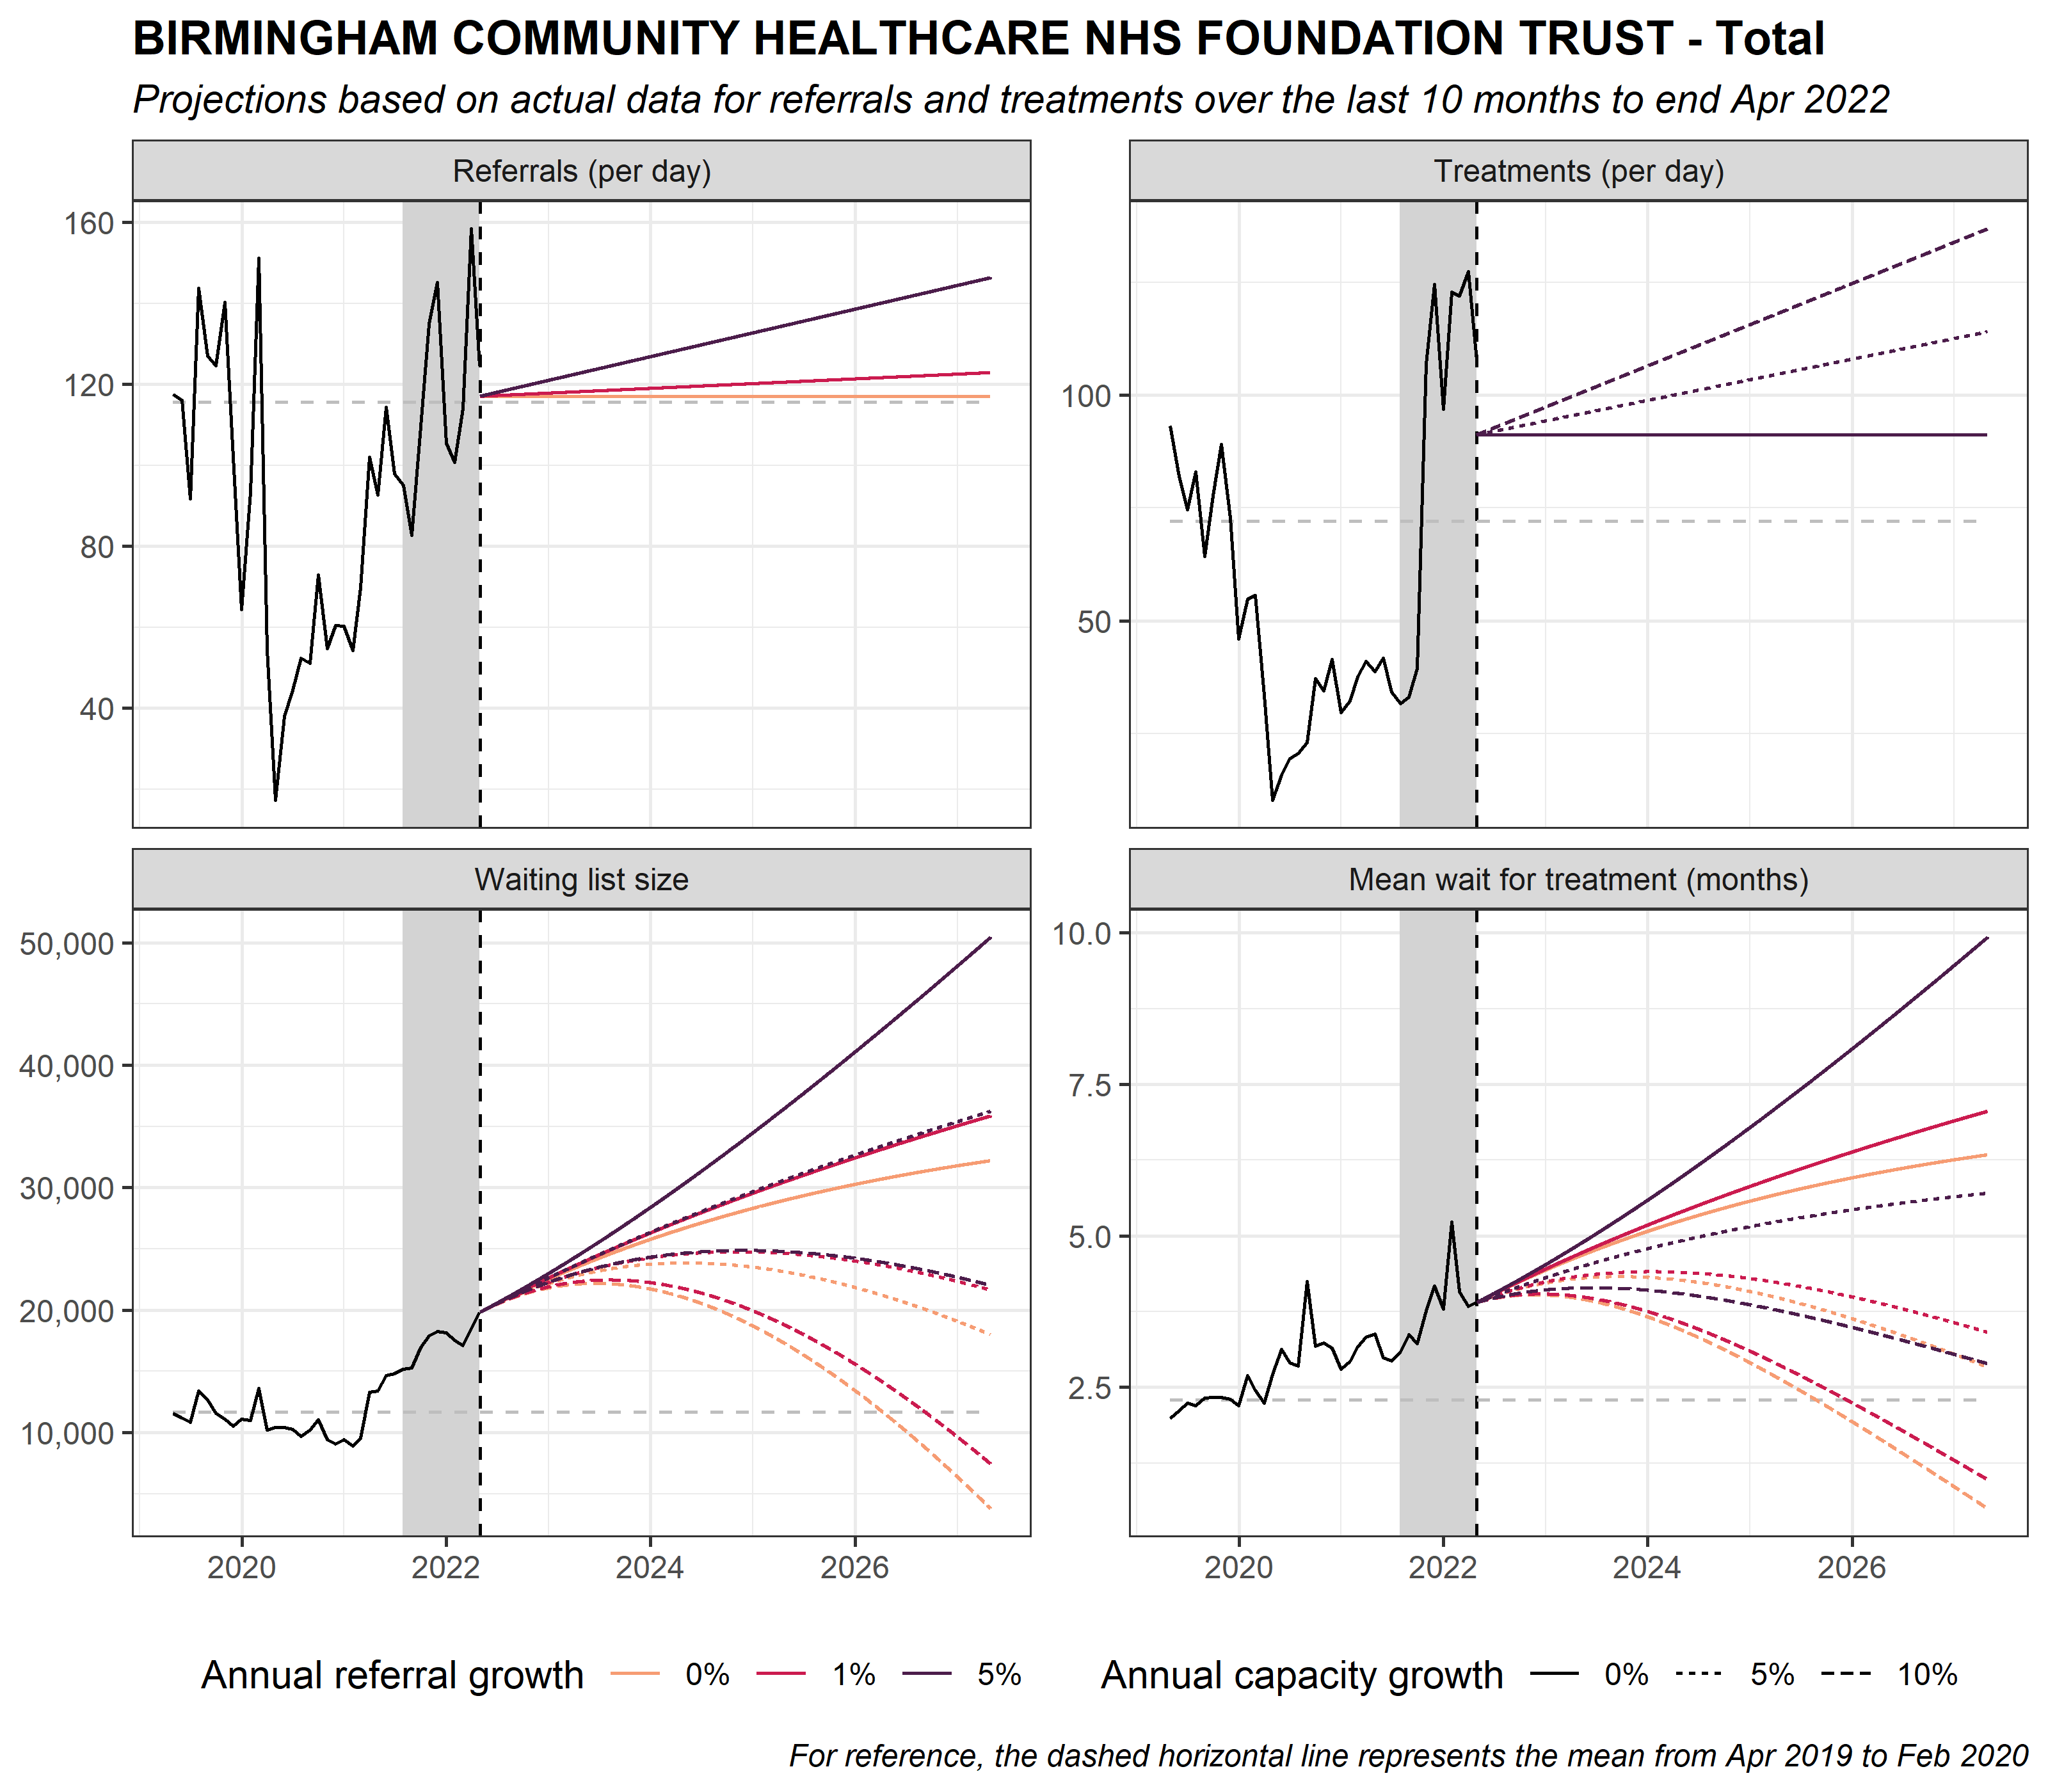 BIRMINGHAM COMMUNITY HEALTHCARE NHS FOUNDATION TRUST - Total
Projections based on actual data for referrals and treatments over the last 10 months to end Apr 2022
Referrals (per day)
160
120
80
40
Treatments (per day)
100
50
Waiting list size
50,000
40,000
30,000
20,000
10,000
2020 2022 2024 2026
Mean wait for treatment (months)
10.0
7.5
5.0
2.5
2020 2022 2024 2026
Annual referral growth 0% 1% 5%
Annual capacity growth 0% 5% 10%
For reference, the dashed horizontal line represents the mean from Apr 2019 to Feb 2020